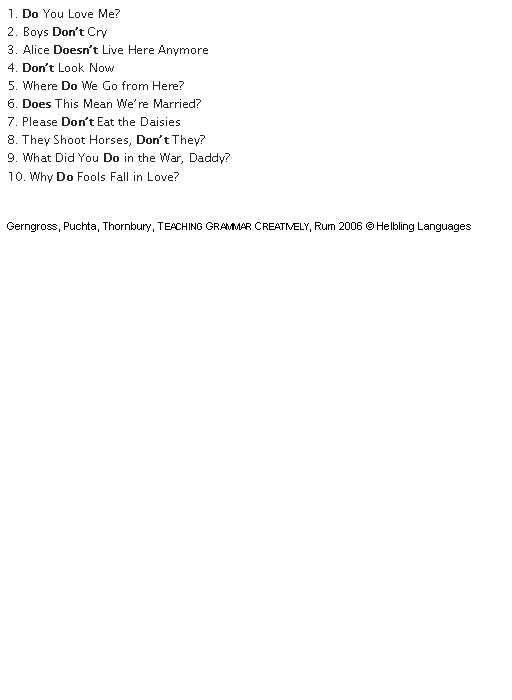 1. Do You Love Me?
2. Boys Don't Cry
3. Alice Doesn't Live Here Anymore
4. Don't Look Now
5. Where Do We Go from Here?
6. Does This Mean We're Married?
7. Please Don't Eat the Daisies
8. They Shoot Horses, Don't They?
9. What Did You Do in the War, Daddy?
10. Why Do Fools Fall in Love?
Gerngross, Puchta, Thornbury, TEACHING GRAMMAR CREATIVELY, Rum 2006 © Helbling Languages